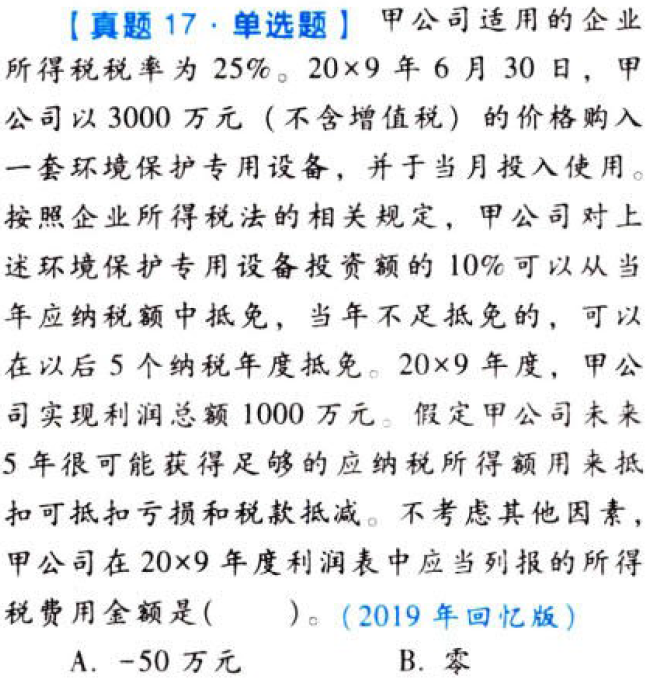 【真题 17·单选题】 甲公司适用的企业
所得税税率为 25%。20×9 年 6 月 30 日，甲
公司以 3000 万元（不含增值税）的价格购入
一套环境保护专用设备，并于当月投入使用。
按照企业所得税法的相关规定，甲公司对上
述环境保护专用设备投资额的 10%可以从当
年应纳税额中抵免，当年不足抵免的，可以
在以后 5 个纳税年度抵免。20×9 年度，甲公
司实现利润总额 1000 万元。假定甲公司未来
5 年很可能获得足够的应纳税所得额用来抵
扣可抵扣亏损和税款抵减。不考虑其他因素，
甲公司在 20×9 年度利润表中应当列报的所得
税费用金额是(　　)。(2019 年回忆版)
A. -50 万元　　B. 零